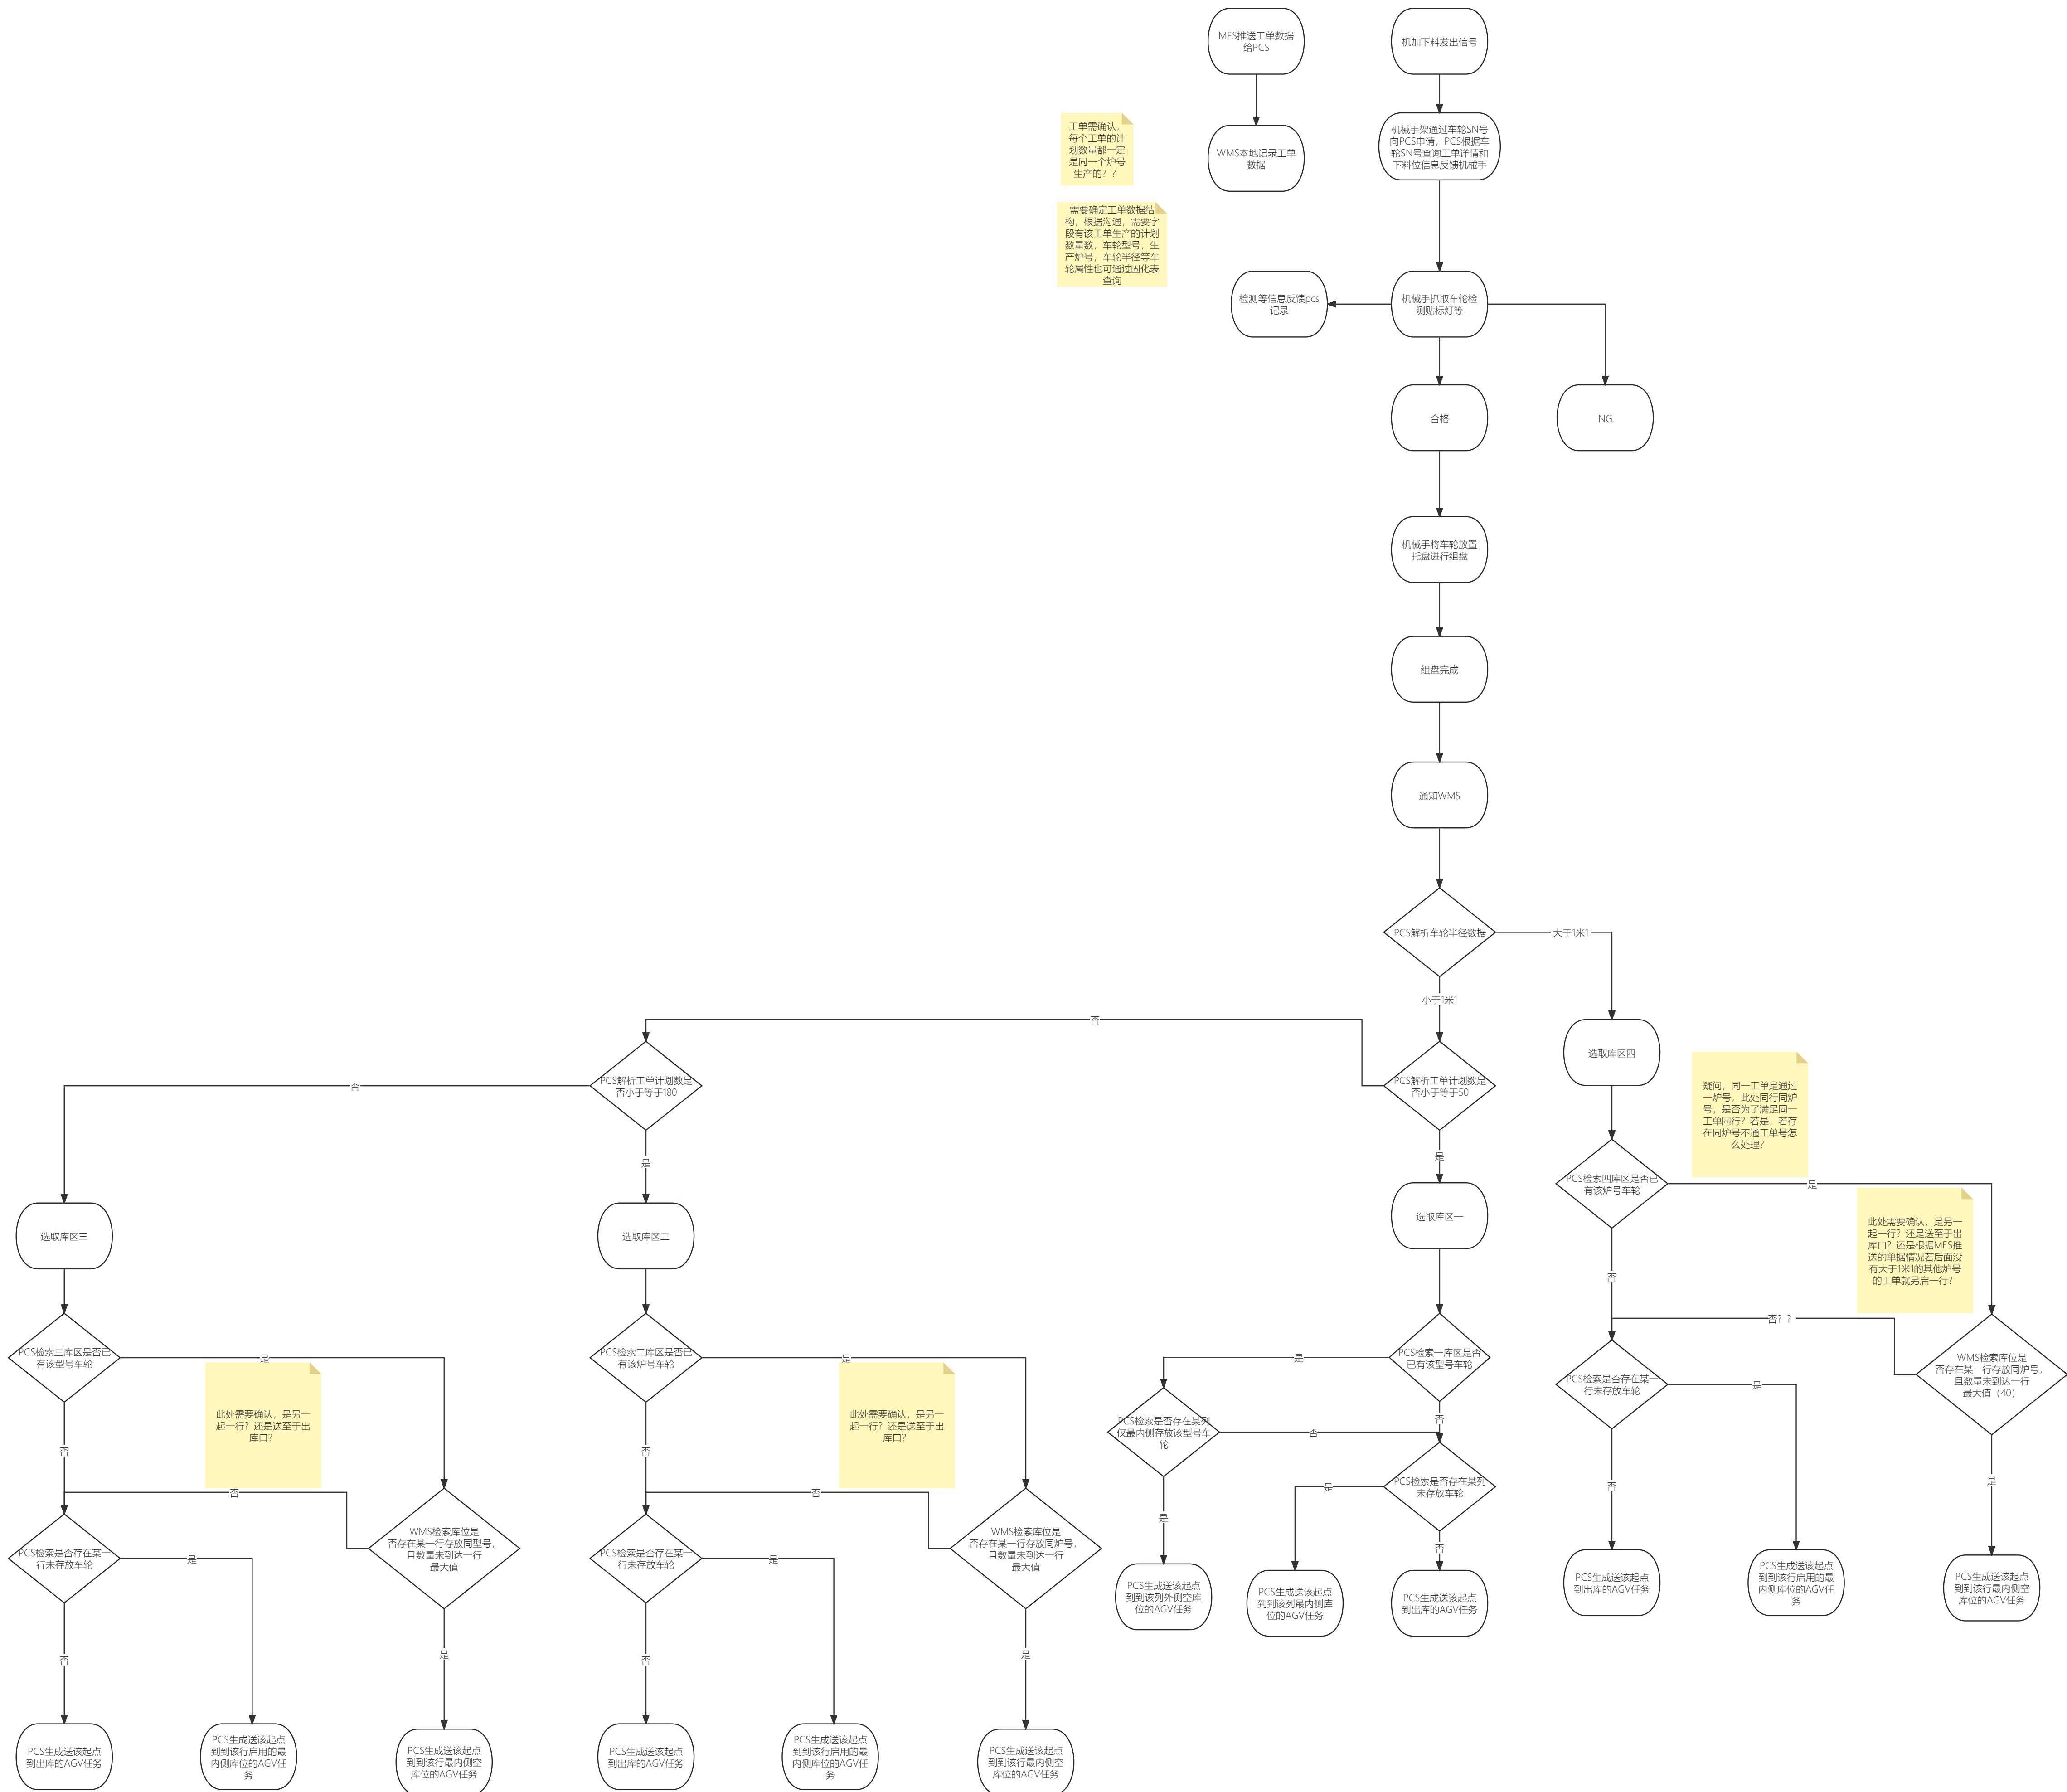 MES推送工单数据
给PCS
机加下料发出信号
工单需确认，
每个工单的计
划数量都一定
是同一个炉号
生产的？？
WMS本地记录工单
数据
机械手架通过车轮SN号
向PCS申请，PCS根据车
轮SN号查询工单详情和
下料位信息反馈机械手
需要确定工单数据结
构，根据沟通，需要字
段有该工单生产的计划
数量数，车轮型号，生
产炉号，车轮半径等车
轮属性也可通过固化表
查询
检测等信息反馈pcs
记录
机械手抓取车轮检
测贴标灯等
合格
NG
机械手将车轮放置
托盘进行组盘
组盘完成
通知WMS
PCS解析车轮半径数据
大于1米1
小于1米1
否
PCS解析工单计划数是
否小于等于180
PCS解析工单计划数是
否小于等于50
否
是
是
选取库区四
疑问，同一工单是通过
一炉号，此处同行同炉
号，是否为了满足同一
工单同行？若是，若存
在同炉号不通工单号怎
么处理？
PCS检索四库区是否已
有该炉号车轮
是
否
此处需要确认，是另一
起一行？还是送至于出
库口？还是根据MES推
送的单据情况若后面没
有大于1米1的其他炉号
的工单就另启一行？
选取库区三
选取库区二
选取库区一
PCS检索三库区是否已
有该型号车轮
是
否
此处需要确认，是另一
起一行？还是送至于出
库口？
PCS检索二库区是否已
有该炉号车轮
是
否
此处需要确认，是另一
起一行？还是送至于出
库口？
PCS检索一库区是否
已有该型号车轮
是
否
否？？
WMS检索库位是
否存在某一行存放同炉号，
且数量未到达一行
最大值（40）
PCS检索是否存在某一
行未存放车轮
是
否
是
PCS检索是否存在某列
仅最内侧存放该型号车
轮
否
是
PCS检索是否存在某列
未存放车轮
是
否
否
WMS检索库位是
否存在某一行存放同型号，
且数量未到达一行
最大值
PCS检索是否存在某一
行未存放车轮
是
否
是
否
WMS检索库位是
否存在某一行存放同炉号，
且数量未到达一行
最大值
PCS检索是否存在某一
行未存放车轮
是
否
是
PCS生成送该起点
到到该列外侧空库
位的AGV任务
PCS生成送该起点
到到该列最内侧库
位的AGV任务
PCS生成送该起点
到出库的AGV任务
PCS生成送该起点
到出库的AGV任务
PCS生成送该起点
到到该行启用的最
内侧库位的AGV任
务
PCS生成送该起点
到到该行最内侧空
库位的AGV任务
PCS生成送该起点
到出库的AGV任务
PCS生成送该起点
到到该行启用的最
内侧库位的AGV任
务
PCS生成送该起点
到到该行最内侧空
库位的AGV任务
PCS生成送该起点
到出库的AGV任务
PCS生成送该起点
到到该行启用的最
内侧库位的AGV任
务
PCS生成送该起点
到到该行最内侧空
库位的AGV任务